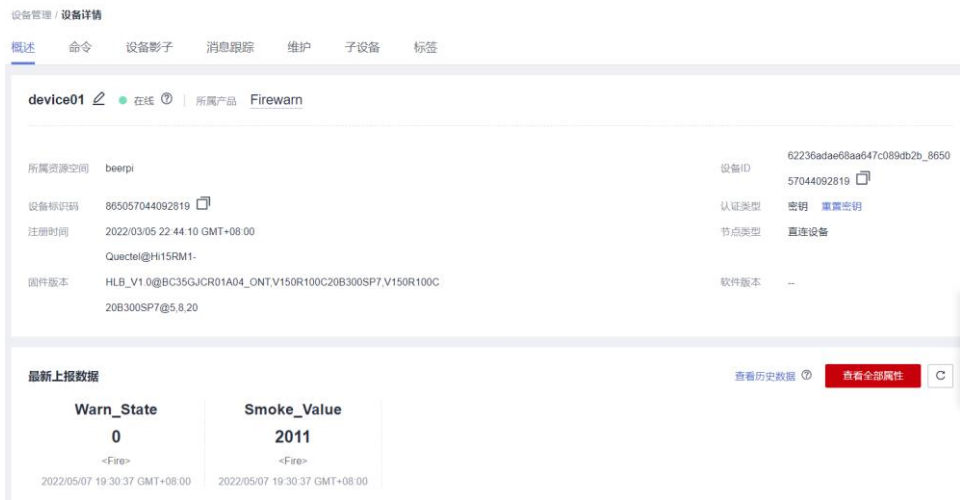 设备管理 / 设备详情
概述 命令 设备影子 消息跟踪 维护 子设备 标签
device01 在线 所属产品 Firewarn
所属资源空间 beerpi
设备ID 62236adae68aa647c089db2b_8650
57044092819
设备标识码 865057044092819
认证类型 密钥 重置密钥
注册时间 2022/03/05 22:44:10 GMT+08:00
节点类型 直连设备
固件版本 Quectel@Hi15RM1-
HLB_V1.0@BC35GJCR01A04_ONT,V150R100C20B300SP7,V150R100C
20B300SP7@5,8,20
软件版本 --
最新上报数据 查看历史数据 查看全部属性
Warn_State Smoke_Value
0 2011
<Fire> <Fire>
2022/05/07 19:30:37 GMT+08:00 2022/05/07 19:30:37 GMT+08:00